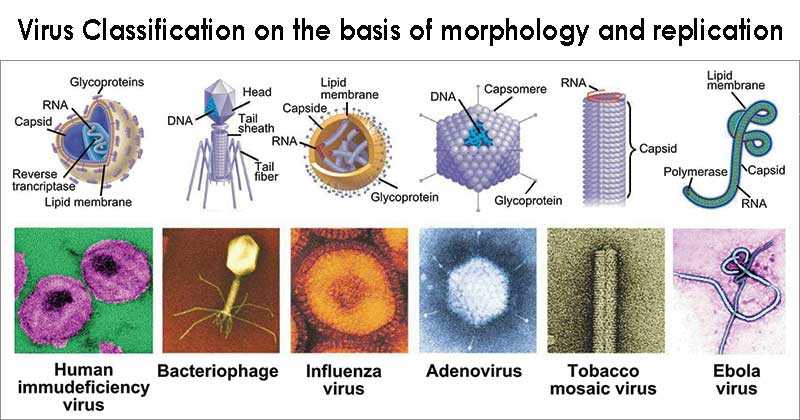 Virus Classification on the basis of morphology and replication
Glycoproteins
RNA
Capsid
Reverse
trancriptase
Lipid membrane
Head
DNA
Tail
sheath
Tail
fiber
Lipid
membrane
Capside
RNA
Glycoprotein
DNA
Capsomere
Glycoprotein
RNA
Capsid
Lipid
membrane
Polymerase
Capsid
RNA
Human
immudeficiency
virus
Bacteriophage
Influenza
virus
Adenovirus
Tobacco
mosaic virus
Ebola
virus